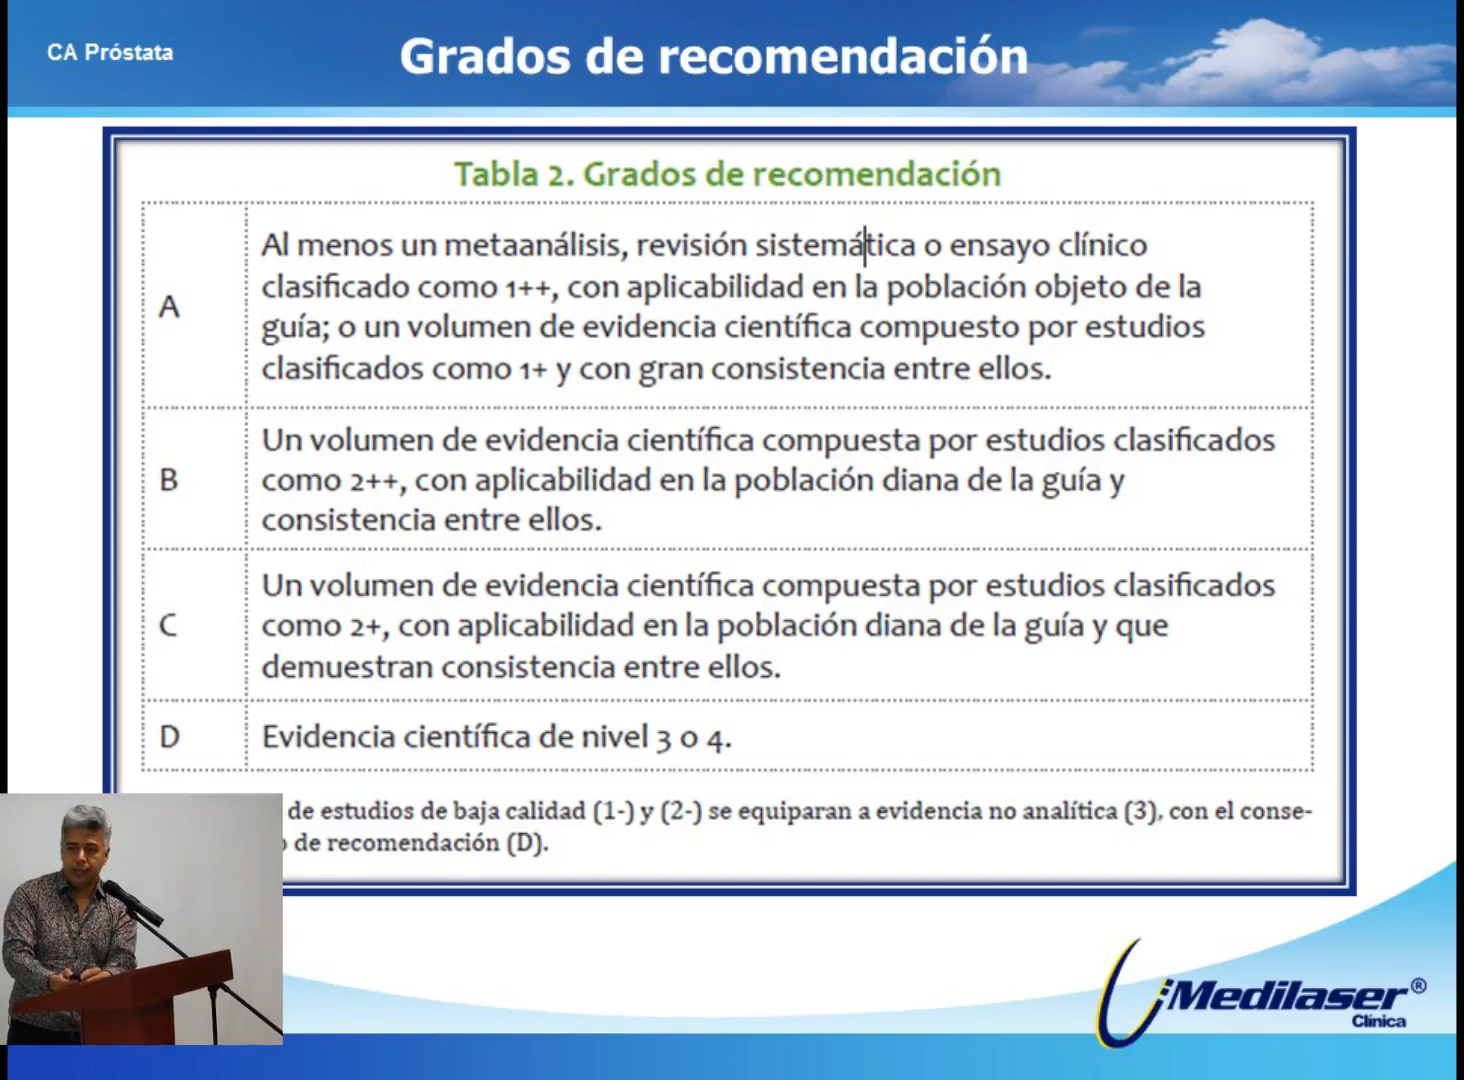 CA Próstata
Grados de recomendación
Tabla 2. Grados de recomendación
A
Al menos un metaanálisis, revisión sistemática o ensayo clínico
clasificado como 1++, con aplicabilidad en la población objeto de la
guía; o un volumen de evidencia científica compuesto por estudios
clasificados como 1+ y con gran consistencia entre ellos.
B
Un volumen de evidencia científica compuesta por estudios clasificados
como 2++, con aplicabilidad en la población diana de la guía y
consistencia entre ellos.
C
Un volumen de evidencia científica compuesta por estudios clasificados
como 2+, con aplicabilidad en la población diana de la guía y que
demuestran consistencia entre ellos.
D
Evidencia científica de nivel 3 o 4.
de estudios de baja calidad (1-) y (2-) se equiparan a evidencia no analítica (3), con el conse-
de recomendación (D).
Medilaser®
Clínica